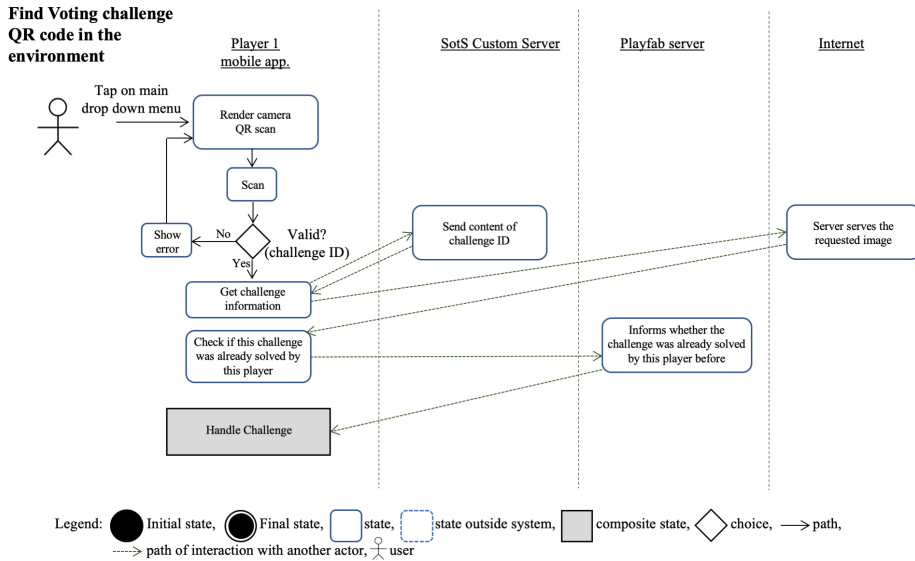 Find Voting challenge
QR code in the
environment
Player 1
mobile app.
SotS Custom Server
Playfab server
Internet
Tap on main
drop down menu
Render camera
QR scan
Scan
Show
error
No
Valid?
(challenge ID)
Yes
Send content of
challenge ID
Server serves the
requested image
Get challenge
information
Check if this challenge
was already solved by
this player
Informs whether the
challenge was already solved
by this player before
Handle Challenge
Legend: Initial state, Final state, state, state outside system, composite state, choice, path,
path of interaction with another actor, user